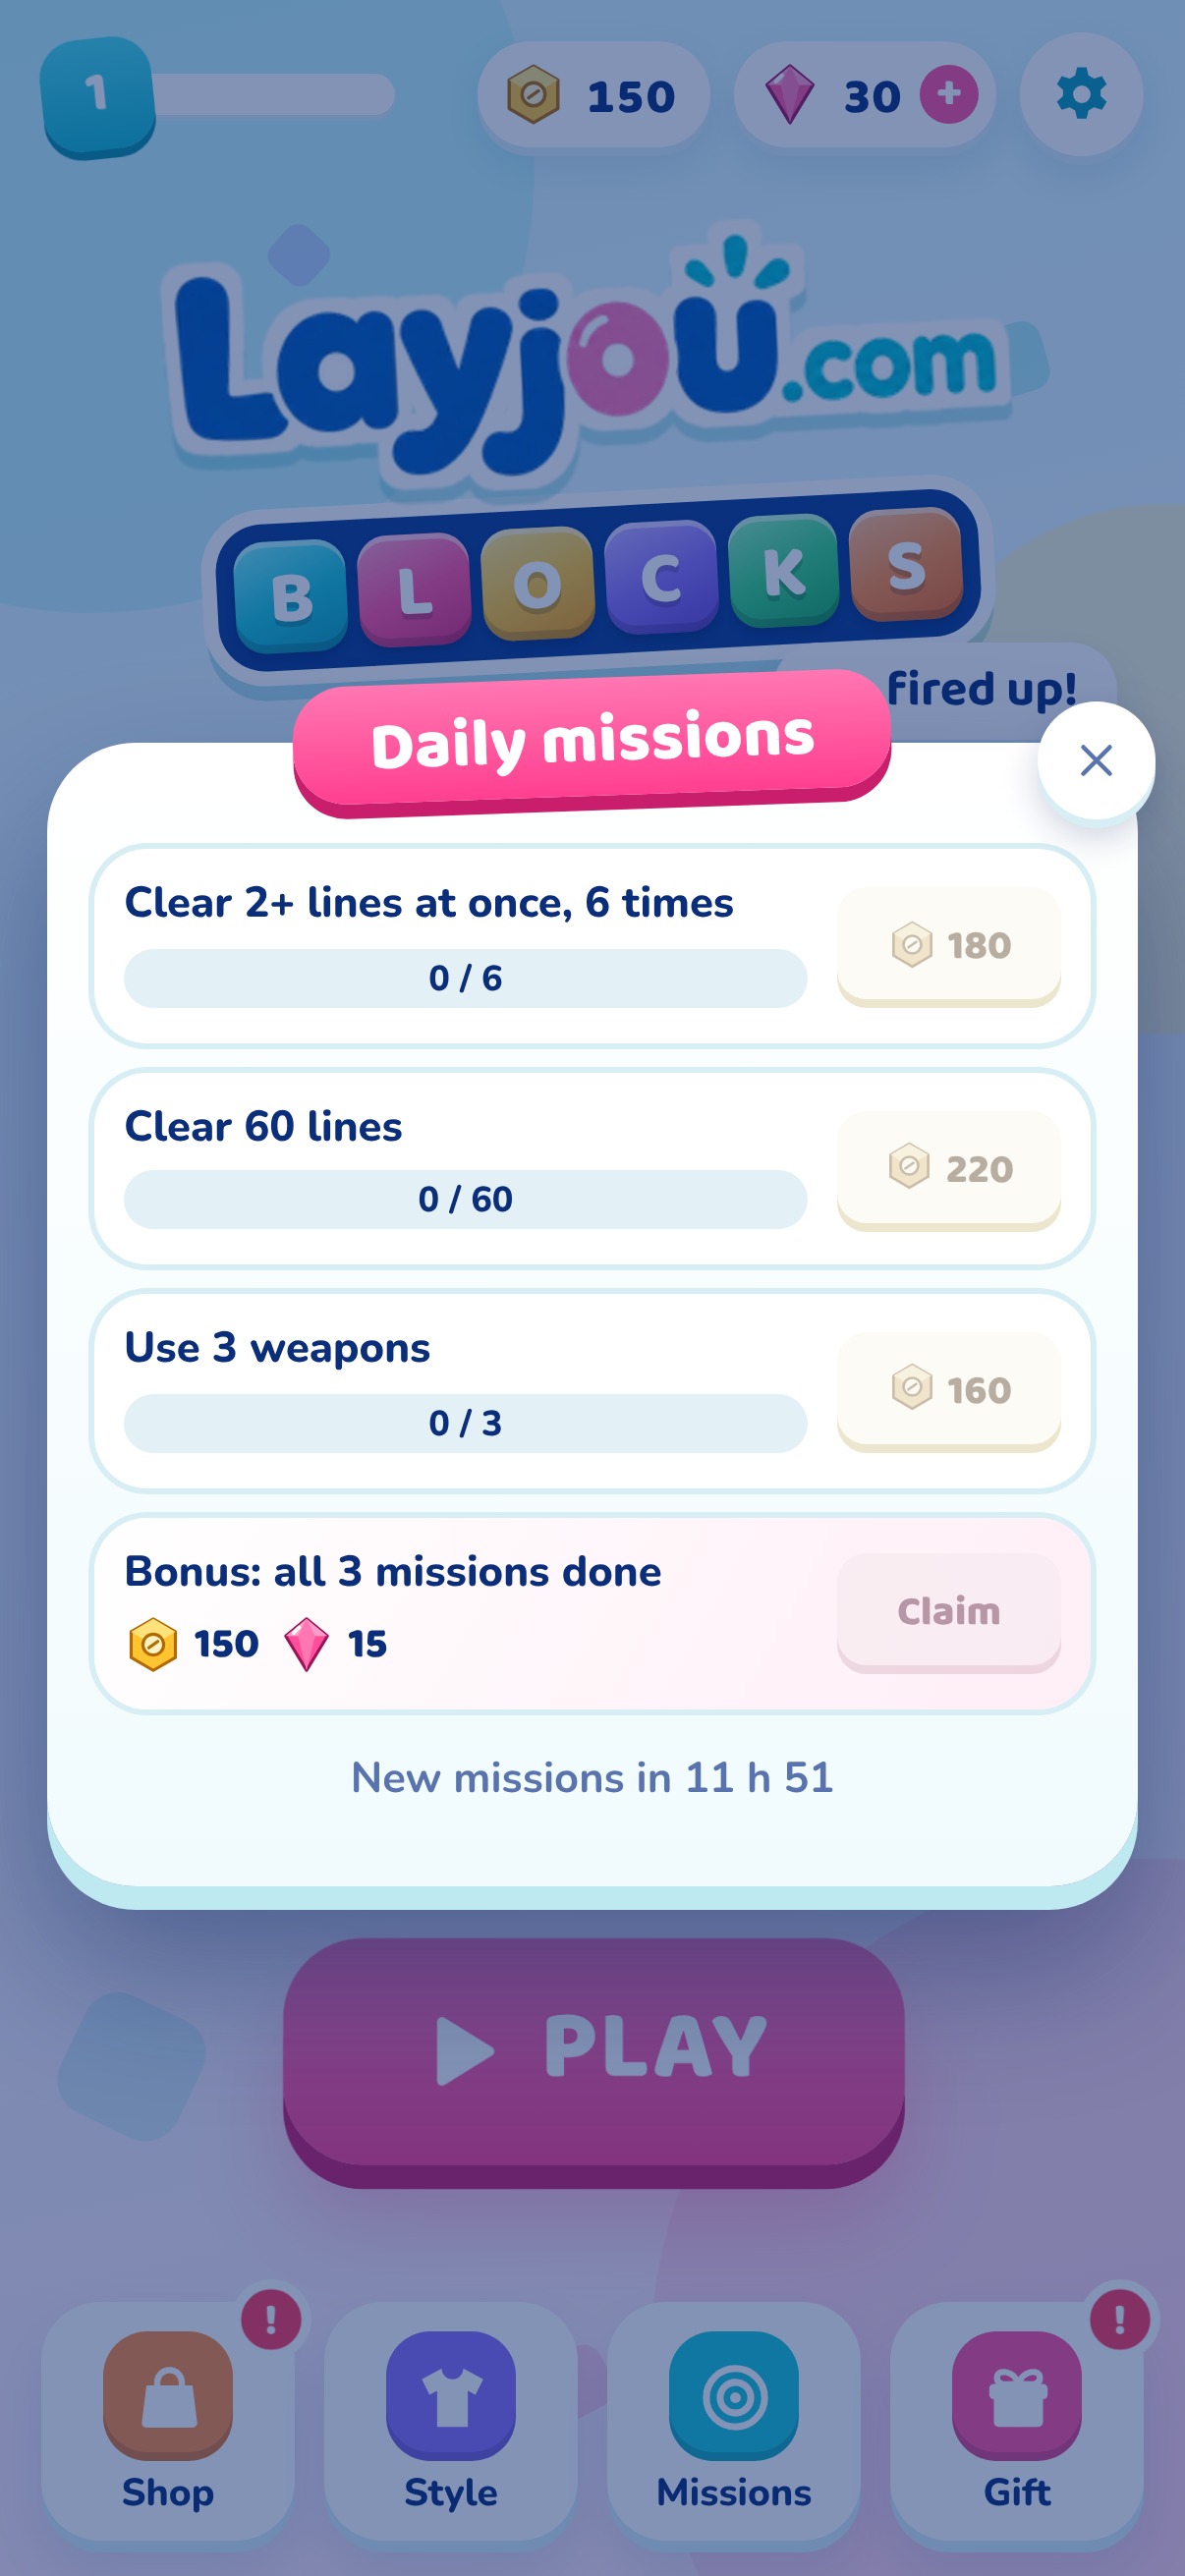 1
150
30
Layjou.com
BLOCKS
fired up!
Daily missions
Clear 2+ lines at once, 6 times
0 / 6
180
Clear 60 lines
0 / 60
220
Use 3 weapons
0 / 3
160
Bonus: all 3 missions done
150 15
Claim
New missions in 11 h 51
PLAY
!
!
Shop
Style
Missions
Gift